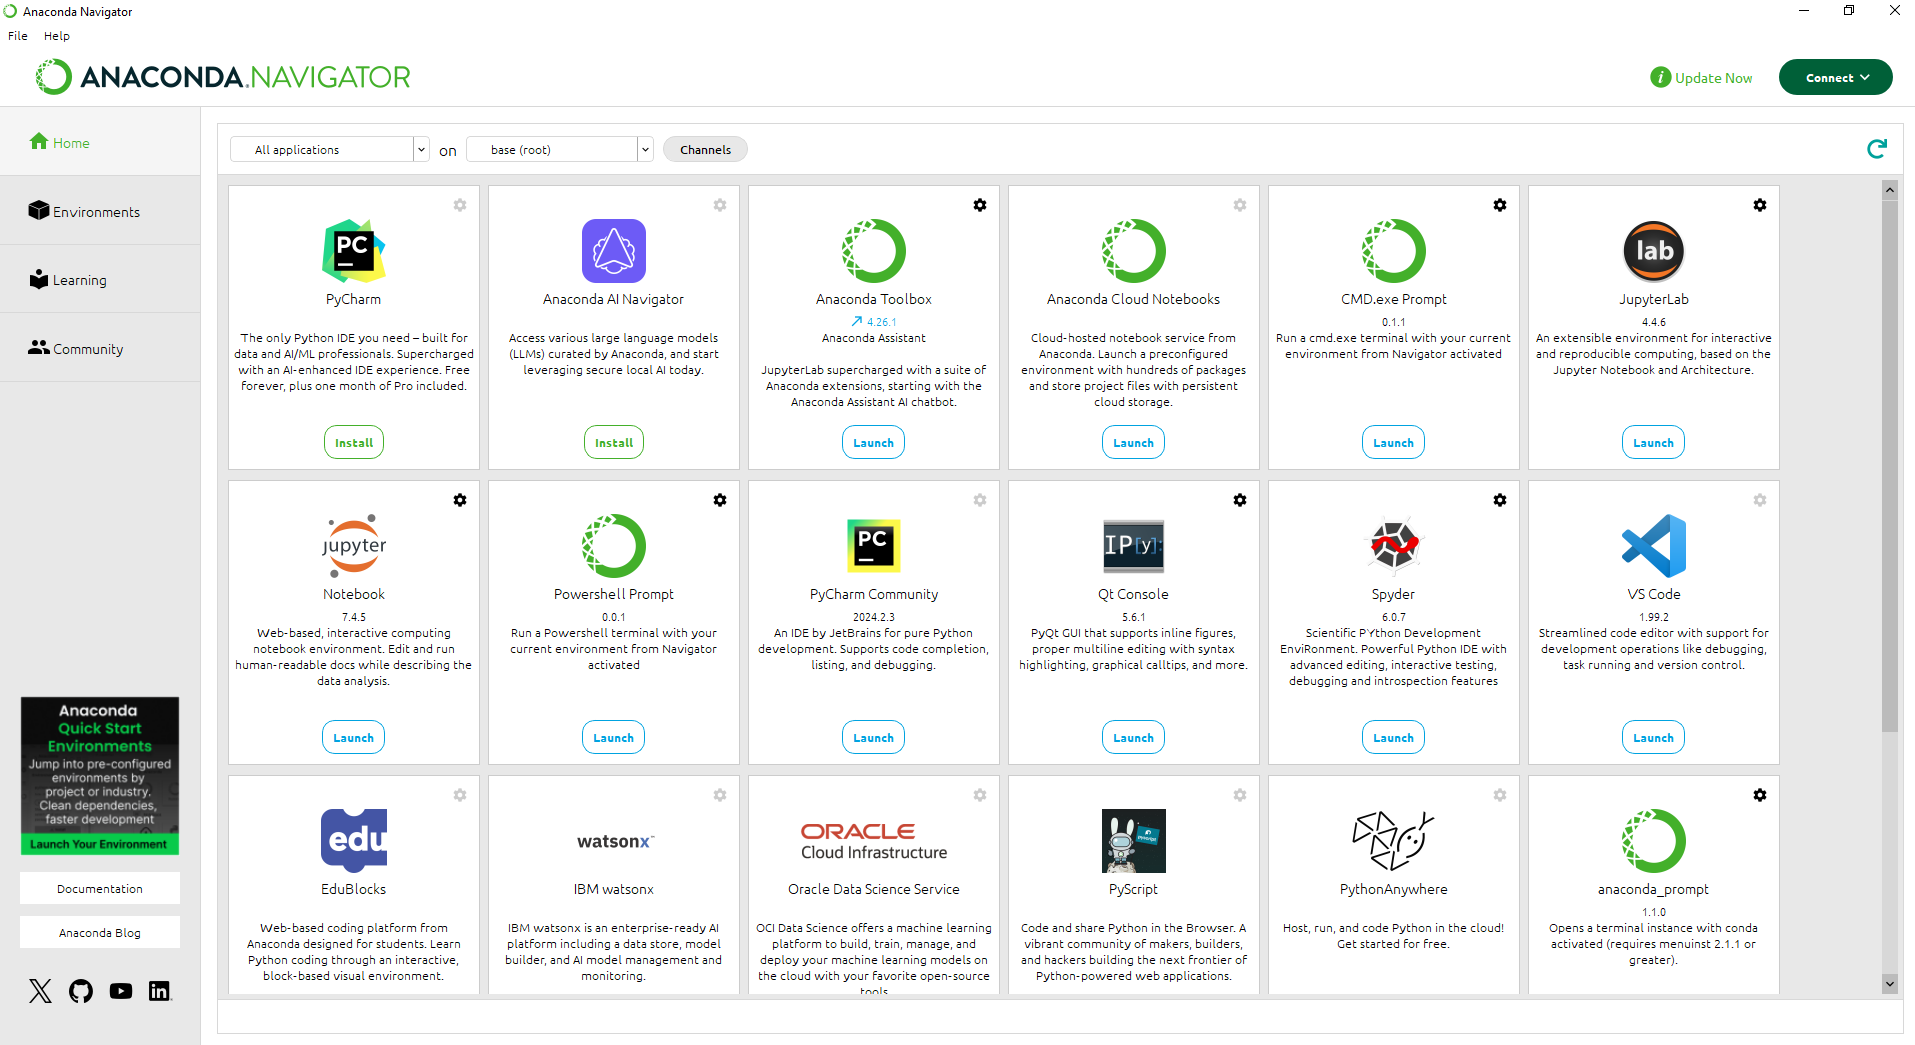 Anaconda Navigator
File Help
ANACONDA.NAVIGATOR
i Update Now Connect
Home
Environments
Learning
Community
All applications on base (root) Channels
PC
PyCharm
The only Python IDE you need – built for
data and AI/ML professionals. Supercharged
with an AI-enhanced IDE experience. Free
forever, plus one month of Pro included.
Install
Anaconda AI Navigator
Access various large language models
(LLMs) curated by Anaconda, and start
leveraging secure local AI today.
Install
Anaconda Toolbox
4.26.1
Anaconda Assistant
JupyterLab supercharged with a suite of
Anaconda extensions, starting with the
Anaconda Assistant AI chatbot.
Launch
Anaconda Cloud Notebooks
Cloud-hosted notebook service from
Anaconda. Launch a preconfigured
environment with hundreds of packages
and store project files with persistent
cloud storage.
Launch
CMD.exe Prompt
0.1.1
Run a cmd.exe terminal with your current
environment from Navigator activated
Launch
lab
JupyterLab
4.4.6
An extensible environment for interactive
and reproducible computing, based on the
Jupyter Notebook and Architecture.
Launch
jupyter
Notebook
7.4.5
Web-based, interactive computing
notebook environment. Edit and run
human-readable docs while describing the
data analysis.
Launch
Powershell Prompt
0.0.1
Run a Powershell terminal with your
current environment from Navigator
activated
Launch
PC
PyCharm Community
2024.2.3
An IDE by JetBrains for pure Python
development. Supports code completion,
listing, and debugging.
Launch
IP[y]:
Qt Console
5.6.1
PyQt GUI that supports inline figures,
proper multiline editing with syntax
highlighting, graphical calltips, and more.
Launch
Spyder
6.0.7
Scientific PYthon Development
EnviRonment. Powerful Python IDE with
advanced editing, interactive testing,
debugging and introspection features
Launch
VS Code
1.99.2
Streamlined code editor with support for
development operations like debugging,
task running and version control.
Launch
edu
EduBlocks
Web-based coding platform from
Anaconda designed for students. Learn
Python coding through an interactive,
block-based visual environment.
watsonx™
IBM watsonx
IBM watsonx is an enterprise-ready AI
platform including a data store, model
builder, and AI model management and
monitoring.
ORACLE
Cloud Infrastructure
Oracle Data Science Service
OCI Data Science offers a machine learning
platform to build, train, manage, and
deploy your machine learning models on
the cloud with your favorite open-source
tools.
pyscript
PyScript
Code and share Python in the Browser. A
vibrant community of makers, builders,
and hackers building the next frontier of
Python-powered web applications.
PythonAnywhere
Host, run, and code Python in the cloud!
Get started for free.
anaconda_prompt
1.1.0
Opens a terminal instance with conda
activated (requires menuinst 2.1.1 or
greater).
Anaconda
Quick Start
Environments
Jump into pre-configured
environments by
project or industry.
Clean dependencies,
faster development
Launch Your Environment
Documentation
Anaconda Blog
in